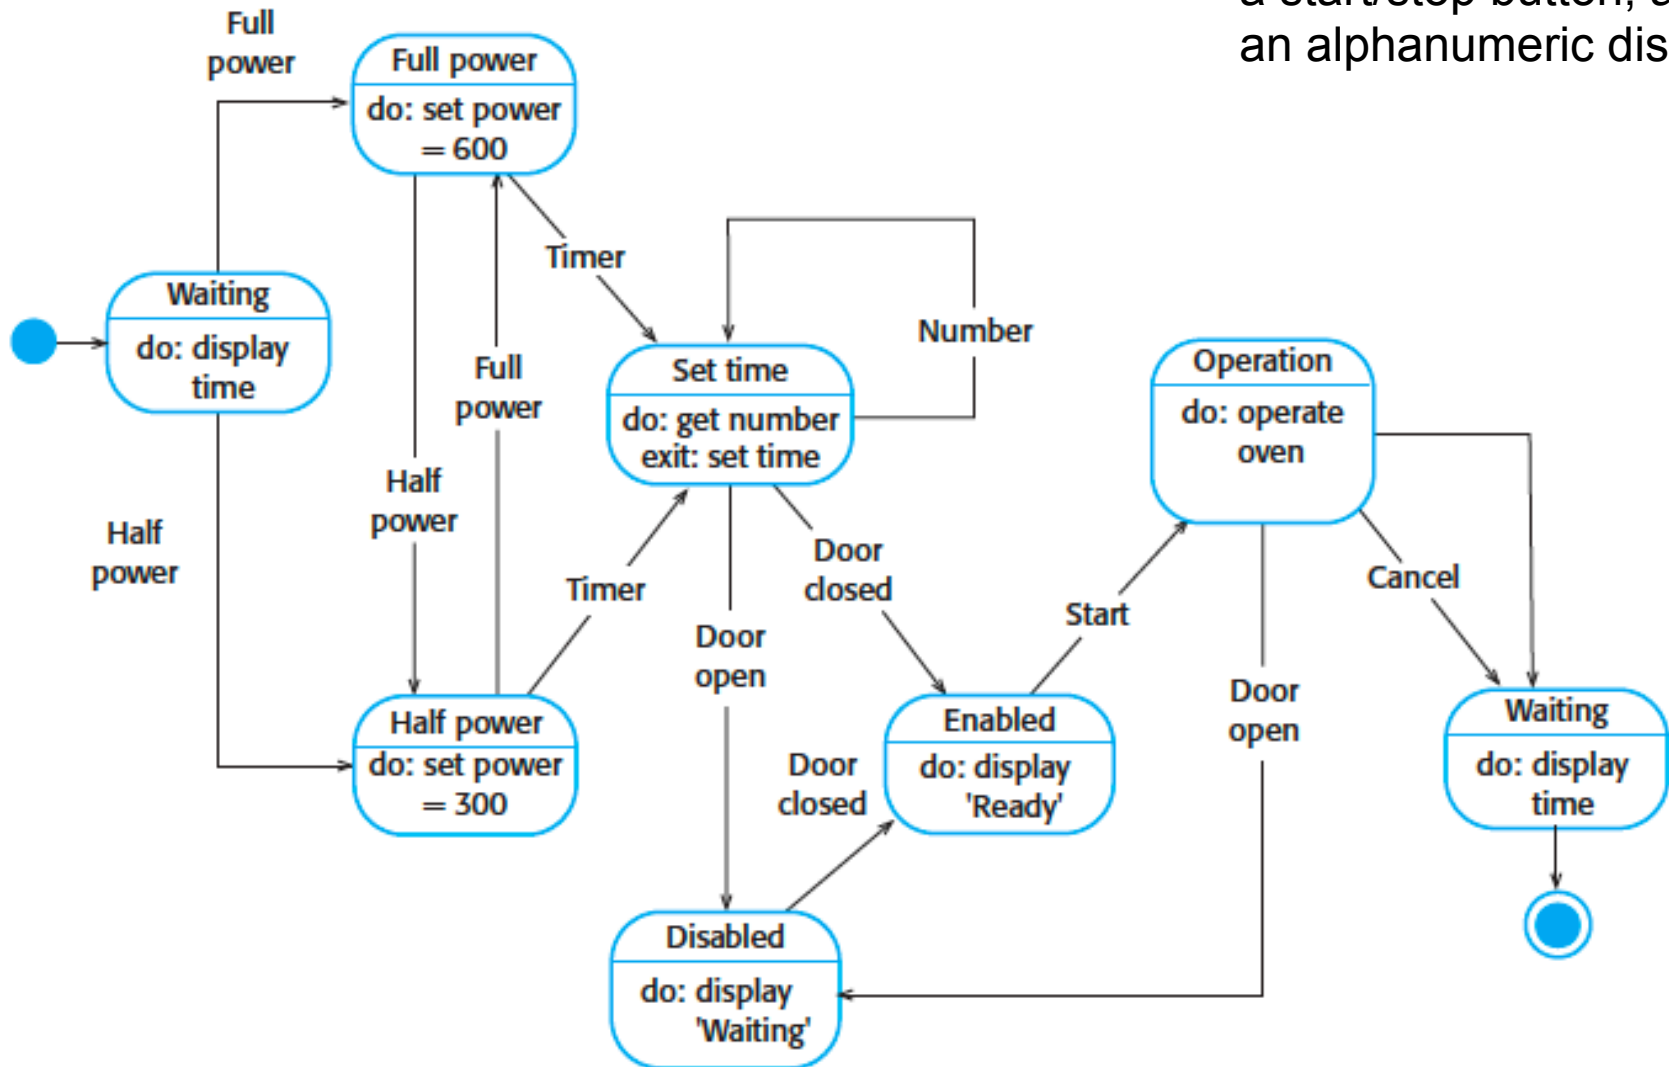 a start/stop button,
an alphanumeric
Full
power
Full power
do: set power
= 600
Timer
Waiting
do: display
time
Number
Full
power
Set time
do: get number
exit: set time
Operation
do: operate
oven
Half
power
Half
power
Timer
Door
closed
Cancel
Start
Door
open
Door
open
Half power
do: set power
= 300
Door
closed
Enabled
do: display
'Ready'
Waiting
do: display
time
Disabled
do: display
'Waiting'